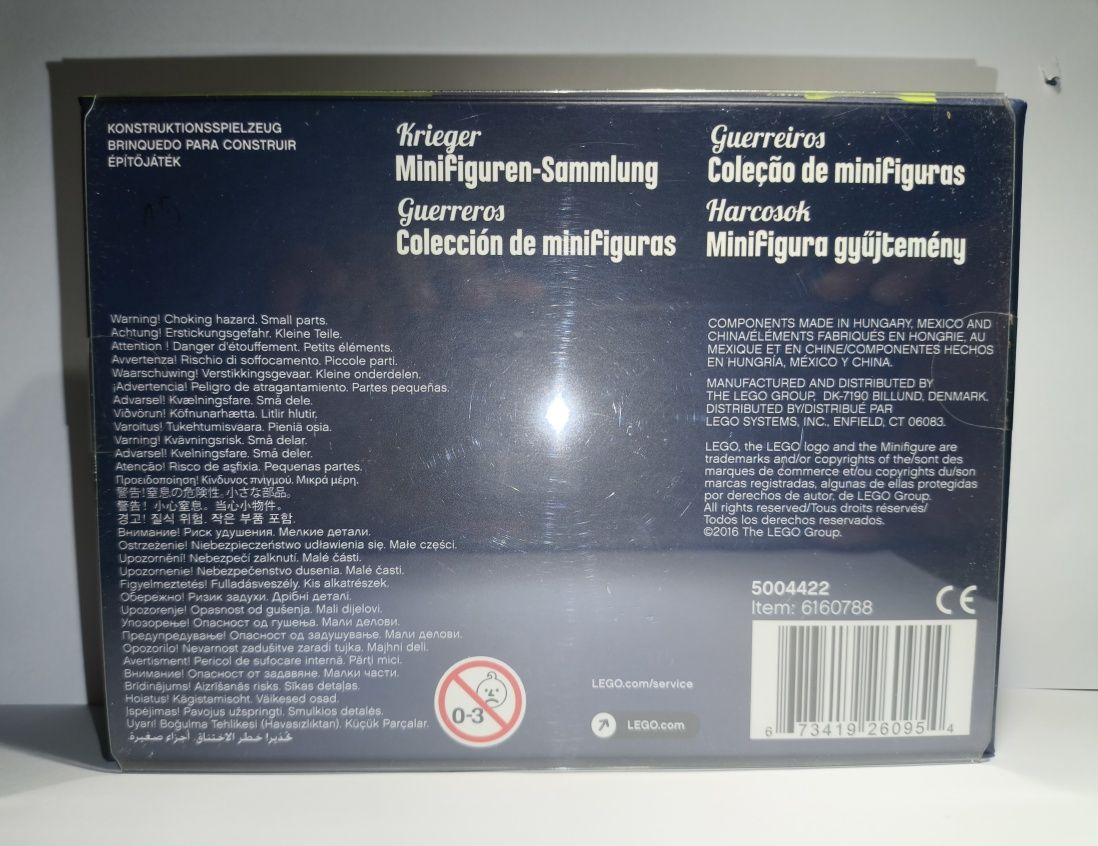 KONSTRUKTIONSSPIELZEUG
BRINQUEDO PARA CONSTRUIR
ÉPÍTŐJÁTÉK
Krieger
Minifiguren-Sammlung
Guerreros
Colección de minifiguras
Guerreiros
Coleção de minifiguras
Harcosok
Minifigura gyűjtemény
Warning! Choking hazard. Small parts.
Achtung! Erstickungsgefahr. Kleine Teile.
Attention ! Danger d'étouffement. Petits éléments.
Avvertenza! Rischio di soffocamento. Piccole parti.
Waarschuwing! Verstikkingsgevaar. Kleine onderdelen.
¡Advertencia! Peligro de atragantamiento. Partes pequeñas.
Advarsel! Kvælningsfare. Små dele.
Viðvörun! Köfnunarhætta. Litlir hlutir.
Varoitus! Tukehtumisvaara. Pieniä osia.
Varning! Kvävningsrisk. Små delar.
Advarsel! Kvelningsfare. Små deler.
Atenção! Risco de asfixia. Pequenas partes.
Προειδοποίηση! Κίνδυνος πνιγμού. Μικρά μέρη.
警告!窒息の危険性。小さな部品。
警告！小心窒息。当心小物件。
경고! 질식 위험. 작은 부품 포함.
Внимание! Риск удушения. Мелкие детали.
Ostrzeżenie! Niebezpieczeństwo udławienia się. Małe części.
Upozornění! Nebezpečí zalknutí. Malé části.
Upozornenie! Nebezpečenstvo dusenia. Malé časti.
Figyelmeztetés! Fulladásveszély. Kis alkatrészek.
Обережно! Ризик задухи. Дрібні деталі.
Upozorenje! Opasnost od gušenja. Mali dijelovi.
Упозорење! Опасност од гушења. Мали делови.
Предупредување! Опасност од задушување. Мали делови.
Opozorilo! Nevarnost zadušitve zaradi tujka. Majhni deli.
Avertisment! Pericol de sufocare internă. Părți mici.
Внимание! Опасност от задавяне. Малки части.
Brīdinājums! Aizrīšanās risks. Sīkas detaļas.
Hoiatus! Kägistamisoht. Väikesed osad.
Įspėjimas! Pavojus užspringti. Smulkios detalės.
Uyarı! Boğulma Tehlikesi (Havasızlıktan). Küçük Parçalar.
تحذير! خطر الاختناق. أجزاء صغيرة.
0-3
LEGO.com/service
LEGO.com
COMPONENTS MADE IN HUNGARY, MEXICO AND
CHINA/ÉLÉMENTS FABRIQUÉS EN HONGRIE, AU
MEXIQUE ET EN CHINE/COMPONENTES HECHOS
EN HUNGRÍA, MÉXICO Y CHINA.
MANUFACTURED AND DISTRIBUTED BY
THE LEGO GROUP, DK-7190 BILLUND, DENMARK.
DISTRIBUTED BY/DISTRIBUÉ PAR
LEGO SYSTEMS, INC., ENFIELD, CT 06083.
LEGO, the LEGO logo and the Minifigure are
trademarks and/or copyrights of the/sont des
marques de commerce et/ou copyrights du/son
marcas registradas, algunas de ellas protegidas
por derechos de autor, de LEGO Group.
All rights reserved/Tous droits réservés/
Todos los derechos reservados.
©2016 The LEGO Group.
5004422
Item: 6160788
CE
6 73419 26095 4